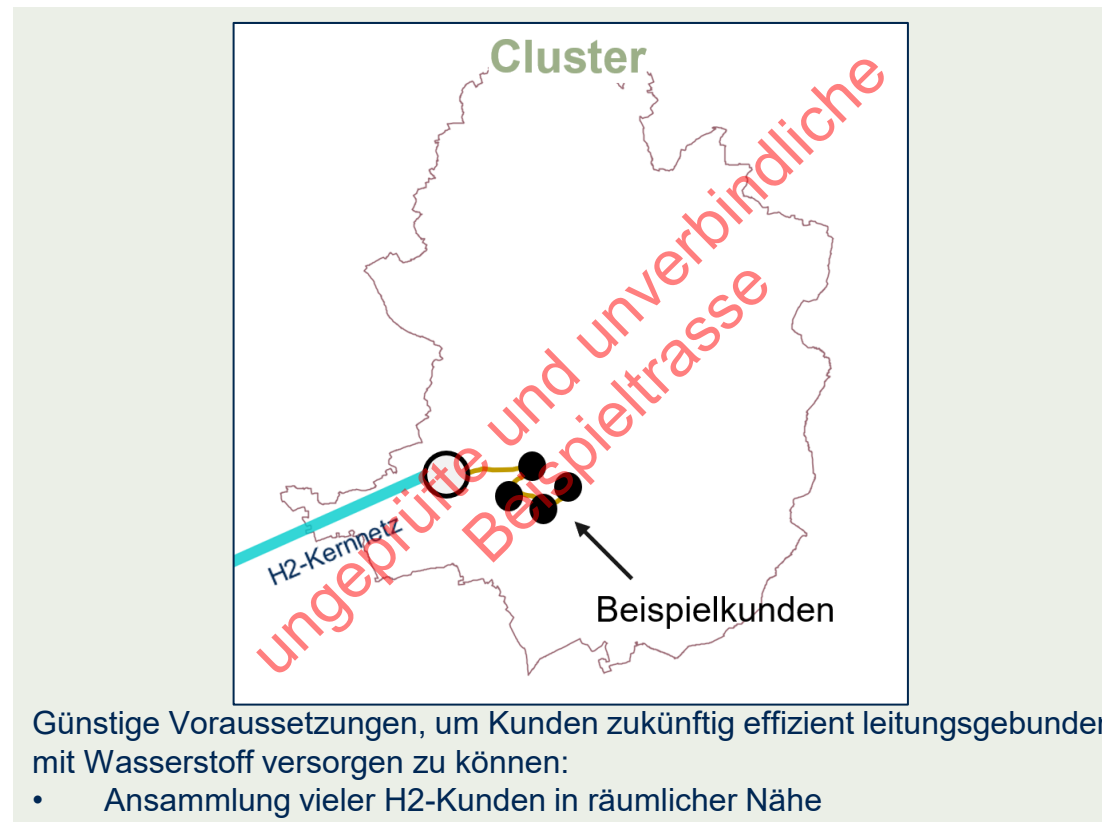 Cluster
ungeprüfte und unverbindliche
Beispieltrasse
H2-Kernnetz
Beispielkunden
Günstige Voraussetzungen, um Kunden zukünftig effizient leitungsgebunden
mit Wasserstoff versorgen zu können:
• Ansammlung vieler H2-Kunden in räumlicher Nähe